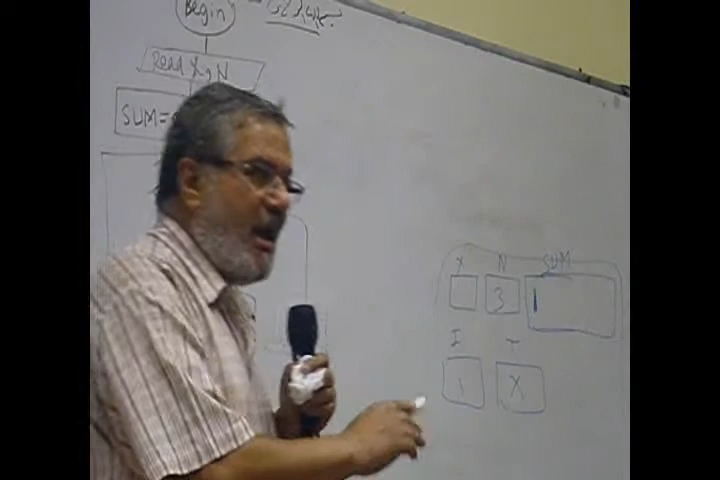 Begin
Read X, N
SUM=
X N SUM
3 1
I T
1 X